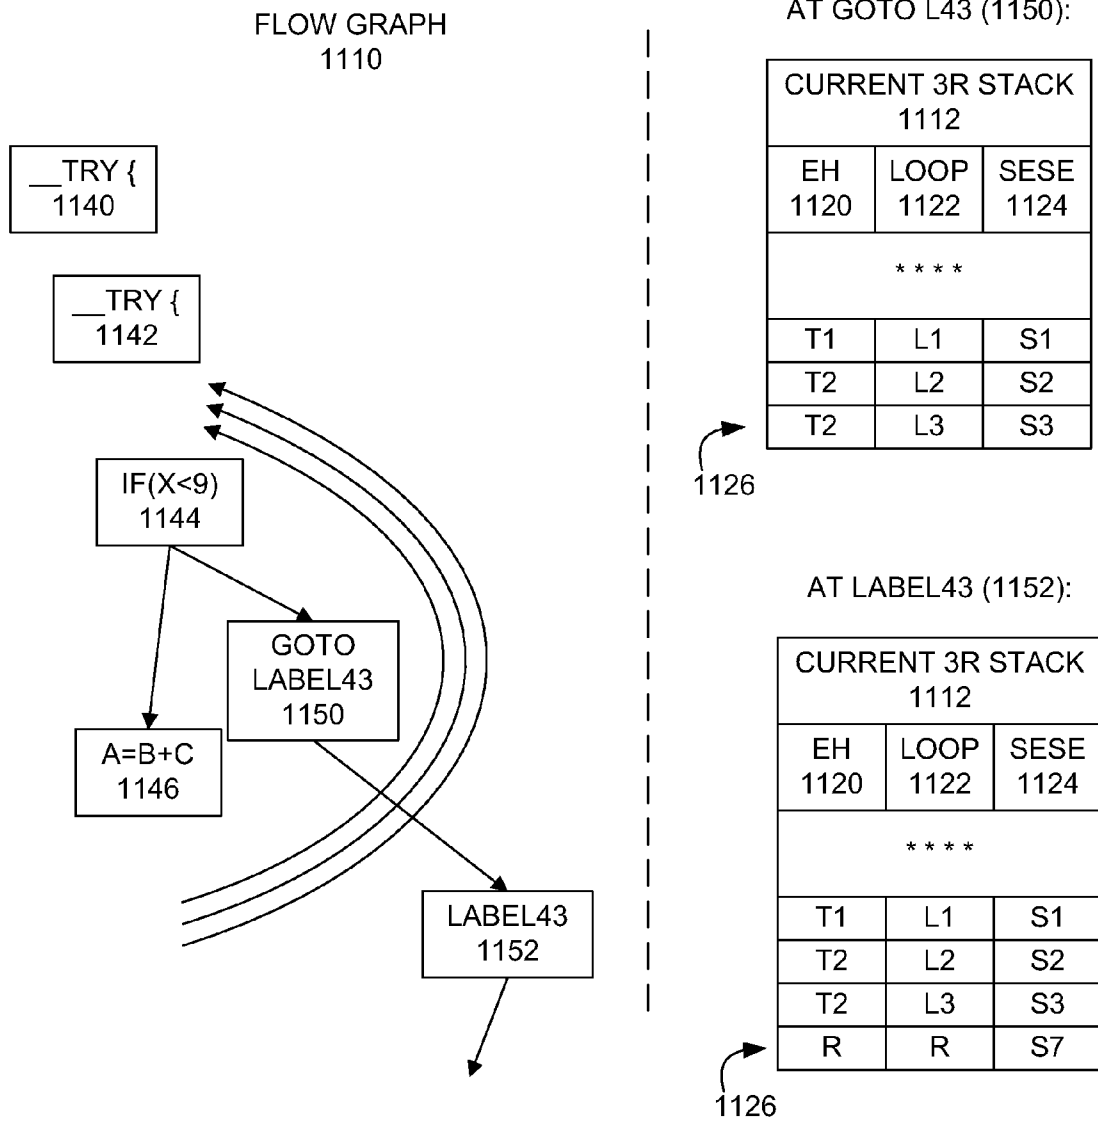 FLOW GRAPH
1110
__TRY {
1140
__TRY {
1142
IF(X<9)
1144
GOTO
LABEL43
1150
A=B+C
1146
LABEL43
1152
AT GOTO L43 (1150):
CURRENT 3R STACK
1112
EH LOOP SESE
1120 1122 1124
* * * *
T1 L1 S1
T2 L2 S2
T2 L3 S3
1126
AT LABEL43 (1152):
CURRENT 3R STACK
1112
EH LOOP SESE
1120 1122 1124
* * * *
T1 L1 S1
T2 L2 S2
T2 L3 S3
R R S7
1126